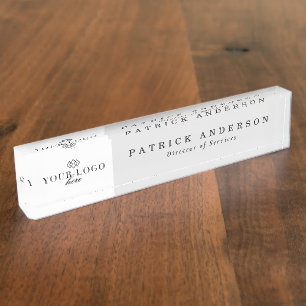 YOUR LOGO
here
PATRICK ANDERSON
Director of Services